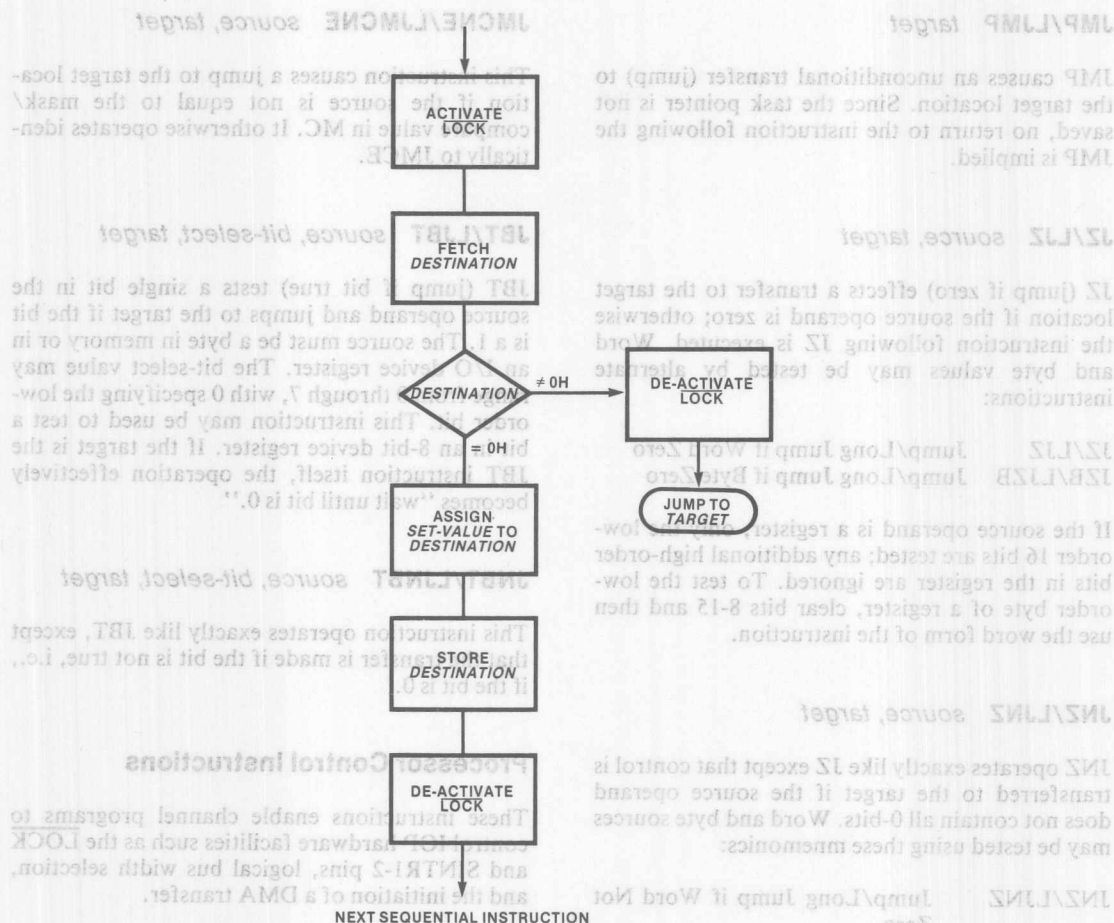 ACTIVATE
LOCK
FETCH
DESTINATION
DESTINATION
≠ 0H
DE-ACTIVATE
LOCK
JUMP TO
TARGET
= 0H
ASSIGN
SET-VALUE TO
DESTINATION
STORE
DESTINATION
DE-ACTIVATE
LOCK
NEXT SEQUENTIAL INSTRUCTION
JMP/LJMP target
JMP causes an unconditional transfer (jump) to
the target location. Since the task pointer is not
saved, no return to the instruction following the
JMP is implied.
JZ/LJZ source, target
JZ (jump if zero) effects a transfer to the target
location if the source operand is zero; otherwise
the instruction following JZ is executed. Word
and byte values may be tested by alternate
instructions:
JZ/LJZ Jump/Long Jump if Word Zero
JZB/LJZB Jump/Long Jump if Byte Zero
If the source operand is a register, only the low-
order 16 bits are tested; any additional high-order
bits in the register are ignored. To test the low-
order byte of a register, clear bits 8-15 and then
use the word form of the instruction.
JNZ/LJNZ source, target
JNZ operates exactly like JZ except that control is
transferred to the target if the source operand
does not contain all 0-bits. Word and byte sources
may be tested using these mnemonics:
JNZ/LJNZ Jump/Long Jump if Word Not
Zero
JMCNE/LJMCNE source, target
This instruction causes a jump to the target loca-
tion if the source is not equal to the mask/
compare value in MC. It otherwise operates iden-
tically to JMCE.
JBT/LJBT source, bit-select, target
JBT (jump if bit true) tests a single bit in the
source operand and jumps to the target if the bit
is a 1. The source must be a byte in memory or in
an I/O device register. The bit-select value may
range from 0 through 7, with 0 specifying the low-
order bit. This instruction may be used to test a
bit in an 8-bit device register. If the target is the
JBT instruction itself, the operation effectively
becomes "wait until bit is 0."
JNBT/LJNBT source, bit-select, target
This instruction operates exactly like JBT, except
that the transfer is made if the bit is not true, i.e.,
if the bit is 0.
Processor Control Instructions
These instructions enable channel programs to
control IOP hardware facilities such as the LOCK
and SINTR1-2 pins, logical bus width selection,
and the initiation of a DMA transfer.